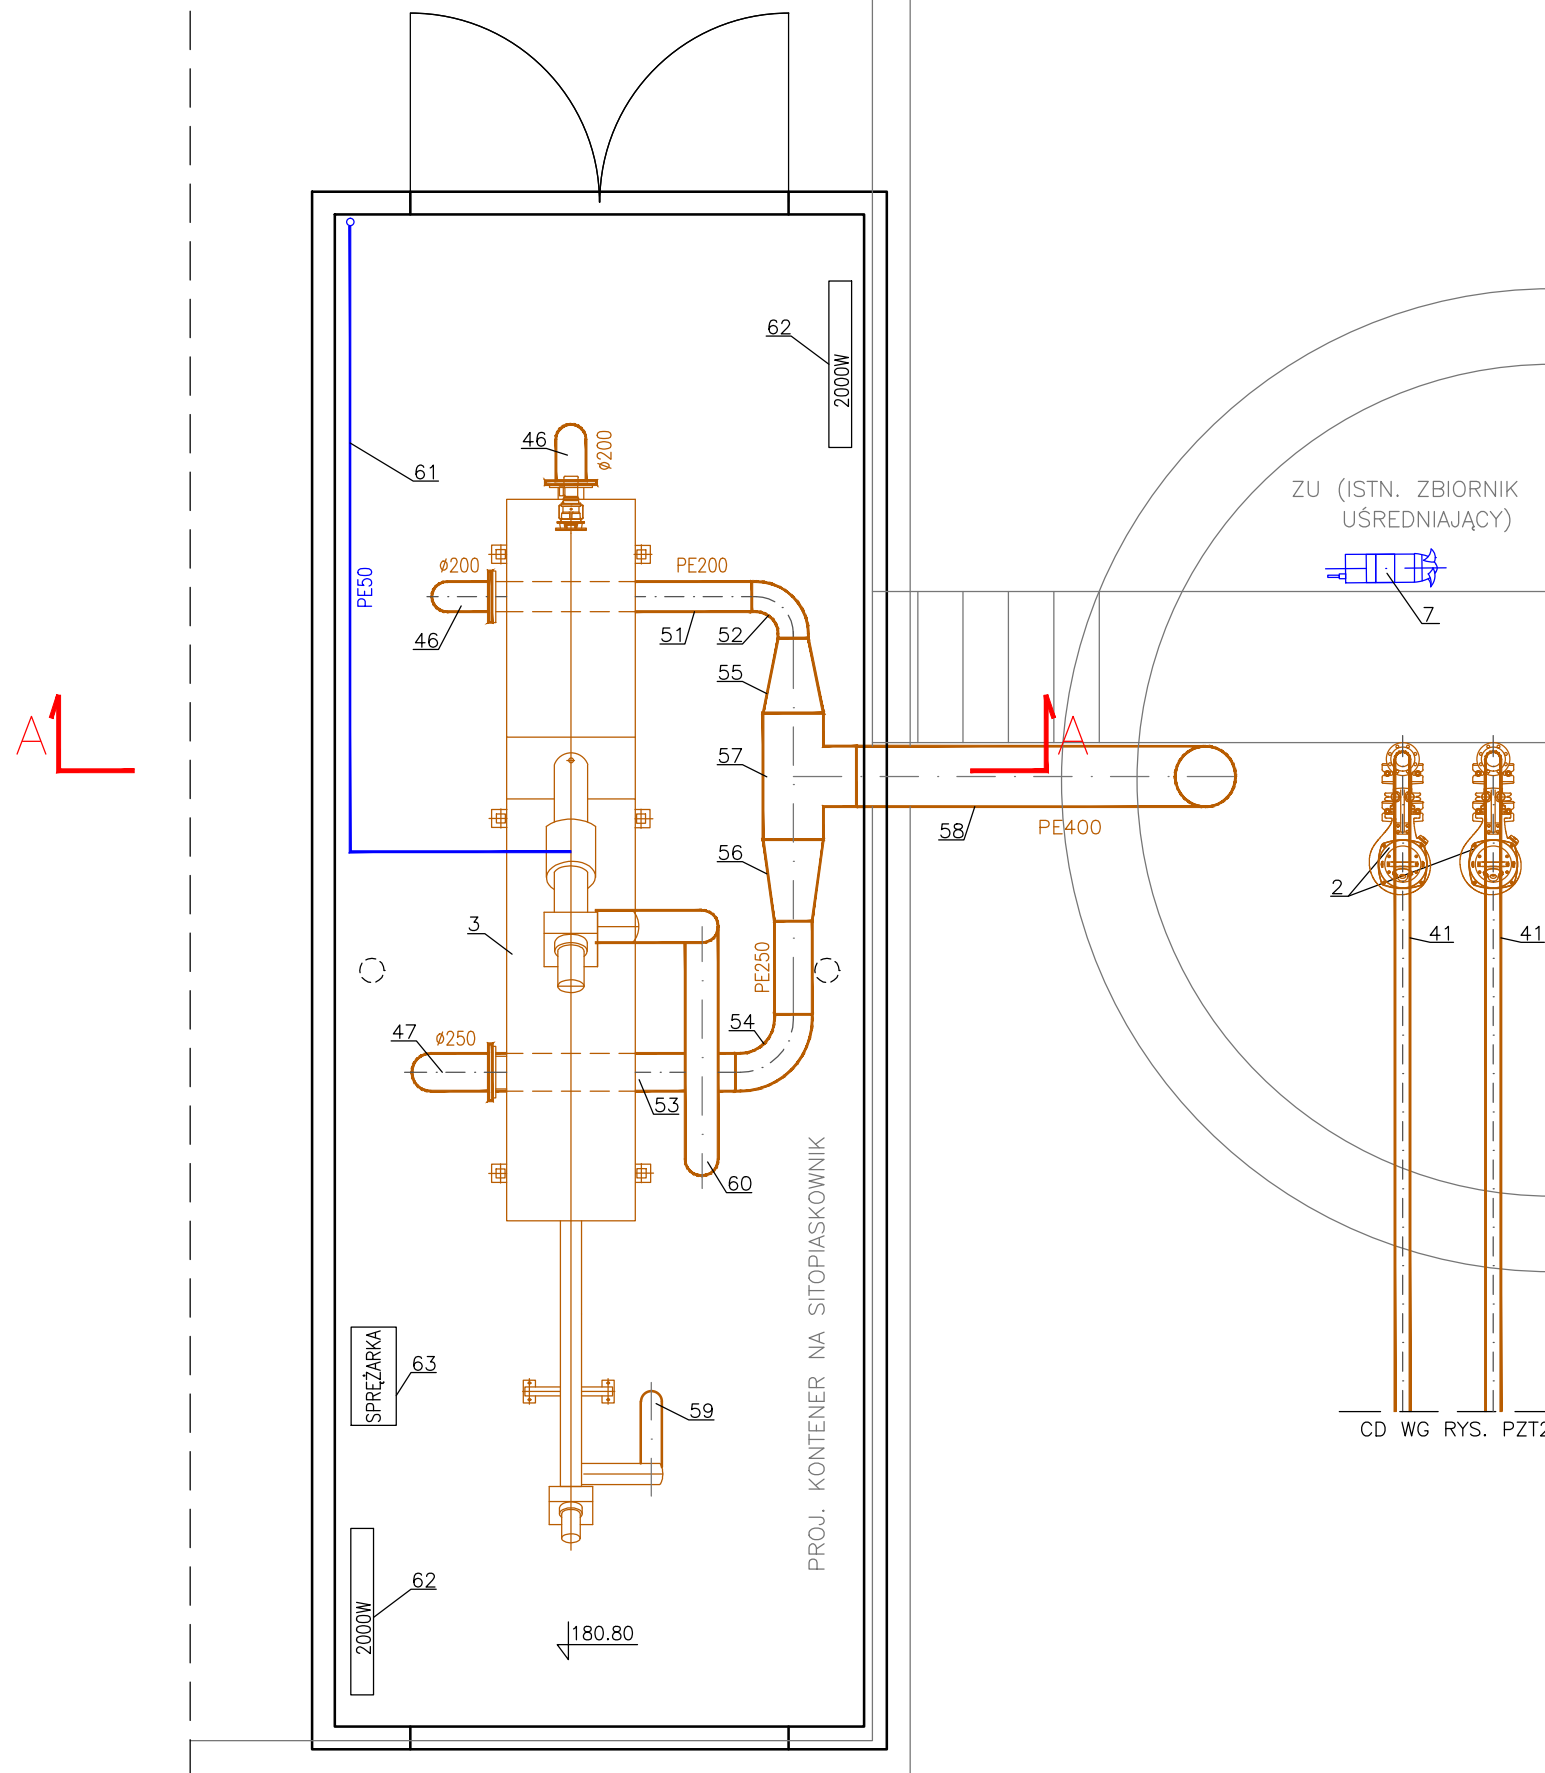 62
2000W
46
ø200
61
ZU (ISTN. ZBIORNIK
UŚREDNIAJĄCY)
ø200
PE200
PE50
7
46
51
52
55
A
A
57
58
PE400
56
2
3
41
41
PE250
47
ø250
54
53
60
PROJ. KONTENER NA SITOPIASKOWNIK
SPRĘŻARKA
63
59
CD WG RYS. PZT2
62
2000W
180.80